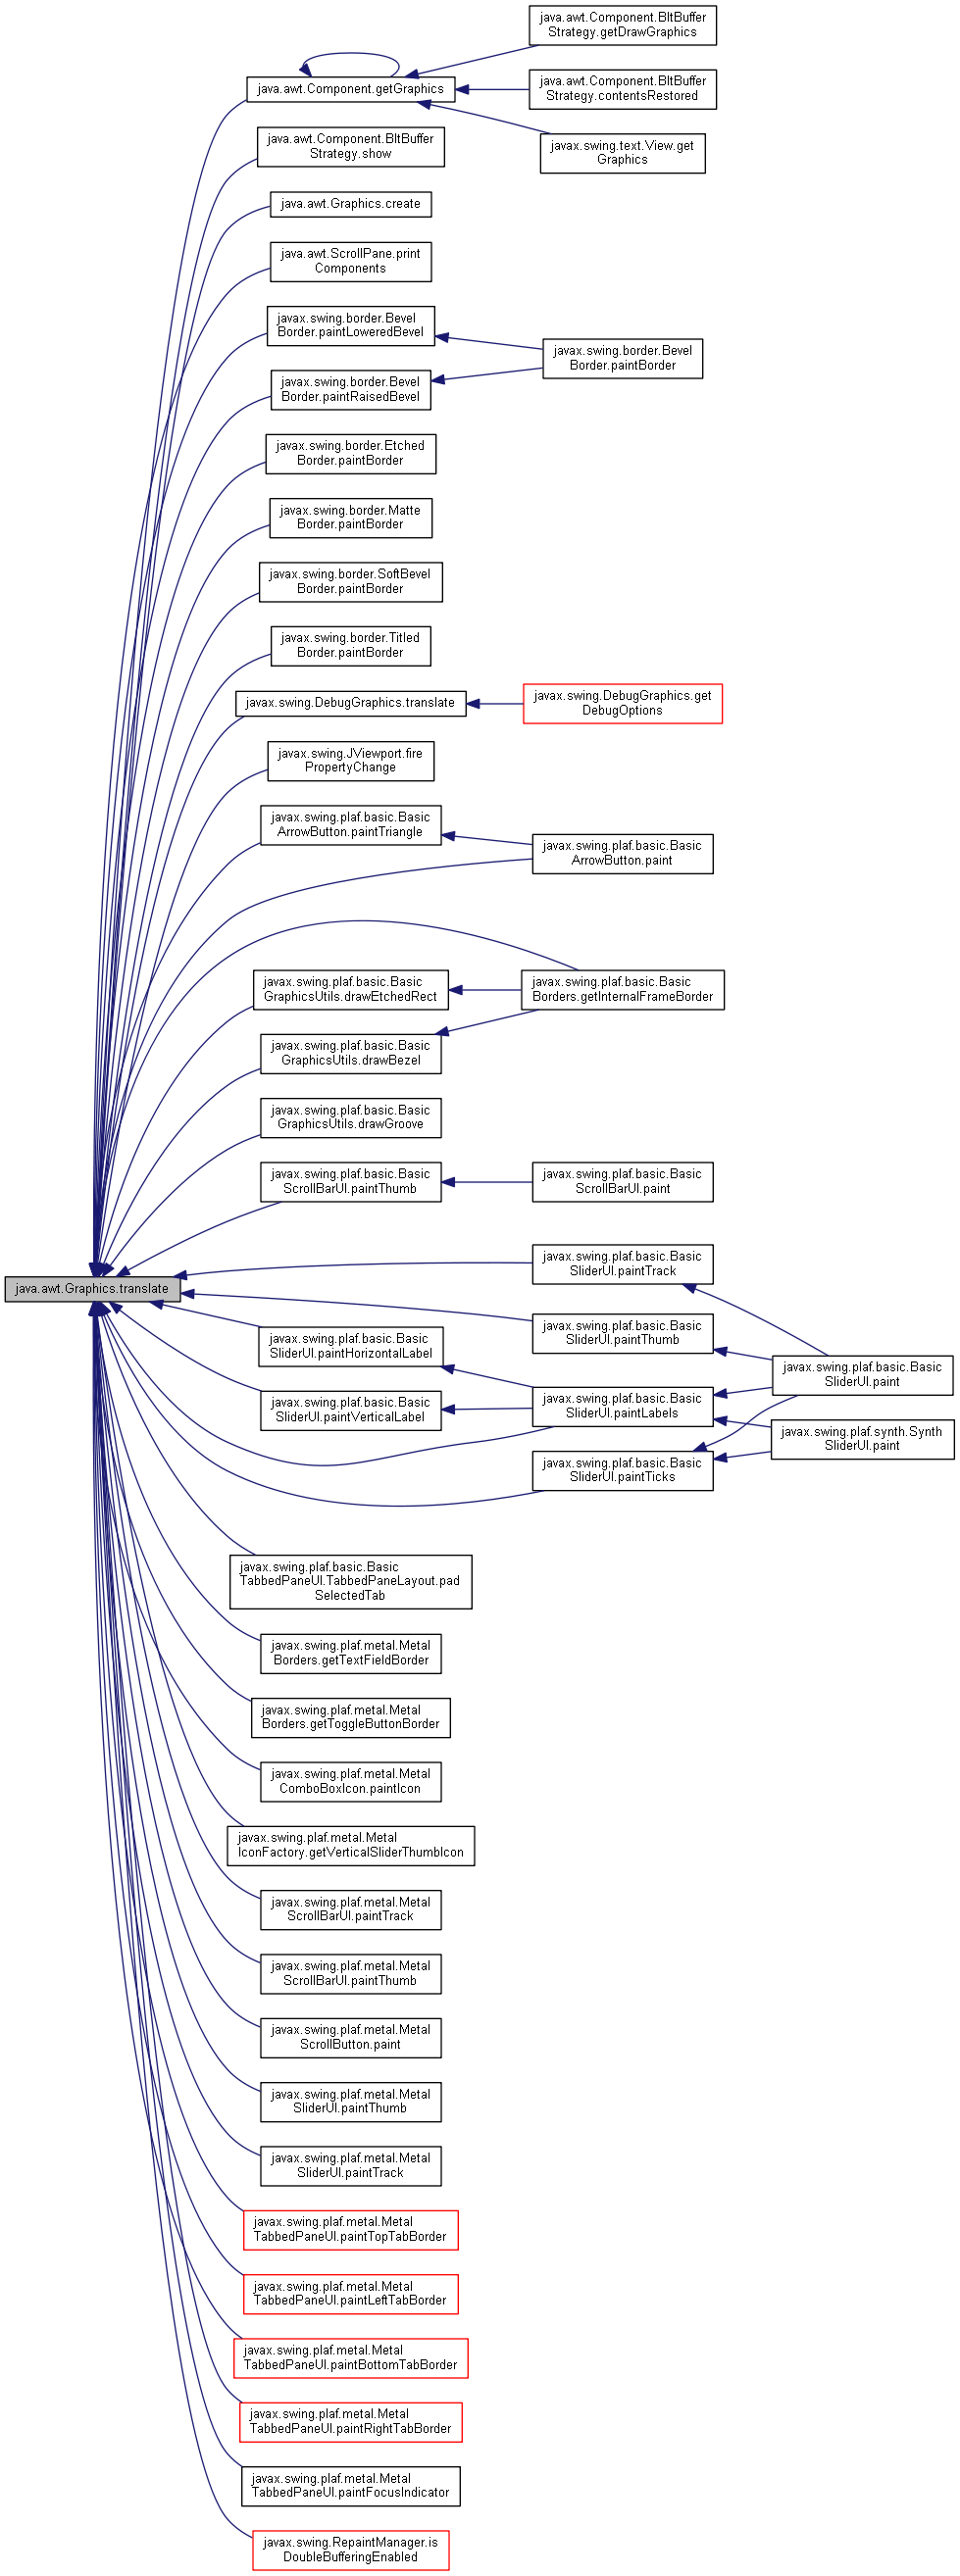 java.awt.Component.BltBuffer
Strategy.getDrawGraphics
java.awt.Component.getGraphics
java.awt.Component.BltBuffer
Strategy.contentsRestored
java.awt.Component.BltBuffer
Strategy.show
javax.swing.text.View.get
Graphics
java.awt.Graphics.create
java.awt.ScrollPane.print
Components
javax.swing.border.Bevel
Border.paintLoweredBevel
javax.swing.border.Bevel
Border.paintBorder
javax.swing.border.Bevel
Border.paintRaisedBevel
javax.swing.border.Etched
Border.paintBorder
javax.swing.border.Matte
Border.paintBorder
javax.swing.border.SoftBevel
Border.paintBorder
javax.swing.border.Titled
Border.paintBorder
javax.swing.DebugGraphics.translate
javax.swing.DebugGraphics.get
DebugOptions
javax.swing.JViewport.fire
PropertyChange
javax.swing.plaf.basic.Basic
ArrowButton.paintTriangle
javax.swing.plaf.basic.Basic
ArrowButton.paint
javax.swing.plaf.basic.Basic
GraphicsUtils.drawEtchedRect
javax.swing.plaf.basic.Basic
Borders.getInternalFrameBorder
javax.swing.plaf.basic.Basic
GraphicsUtils.drawBezel
javax.swing.plaf.basic.Basic
GraphicsUtils.drawGroove
javax.swing.plaf.basic.Basic
ScrollBarUI.paintThumb
javax.swing.plaf.basic.Basic
ScrollBarUI.paint
java.awt.Graphics.translate
javax.swing.plaf.basic.Basic
SliderUI.paintTrack
javax.swing.plaf.basic.Basic
SliderUI.paintThumb
javax.swing.plaf.basic.Basic
SliderUI.paintHorizontalLabel
javax.swing.plaf.basic.Basic
SliderUI.paint
javax.swing.plaf.basic.Basic
SliderUI.paintVerticalLabel
javax.swing.plaf.basic.Basic
SliderUI.paintLabels
javax.swing.plaf.synth.Synth
SliderUI.paint
javax.swing.plaf.basic.Basic
SliderUI.paintTicks
javax.swing.plaf.basic.Basic
TabbedPaneUI.TabbedPaneLayout.pad
SelectedTab
javax.swing.plaf.metal.Metal
Borders.getTextFieldBorder
javax.swing.plaf.metal.Metal
Borders.getToggleButtonBorder
javax.swing.plaf.metal.Metal
ComboBoxIcon.paintIcon
javax.swing.plaf.metal.Metal
IconFactory.getVerticalSliderThumbIcon
javax.swing.plaf.metal.Metal
ScrollBarUI.paintTrack
javax.swing.plaf.metal.Metal
ScrollBarUI.paintThumb
javax.swing.plaf.metal.Metal
ScrollButton.paint
javax.swing.plaf.metal.Metal
SliderUI.paintThumb
javax.swing.plaf.metal.Metal
SliderUI.paintTrack
javax.swing.plaf.metal.Metal
TabbedPaneUI.paintTopTabBorder
javax.swing.plaf.metal.Metal
TabbedPaneUI.paintLeftTabBorder
javax.swing.plaf.metal.Metal
TabbedPaneUI.paintBottomTabBorder
javax.swing.plaf.metal.Metal
TabbedPaneUI.paintRightTabBorder
javax.swing.plaf.metal.Metal
TabbedPaneUI.paintFocusIndicator
javax.swing.RepaintManager.is
DoubleBufferingEnabled